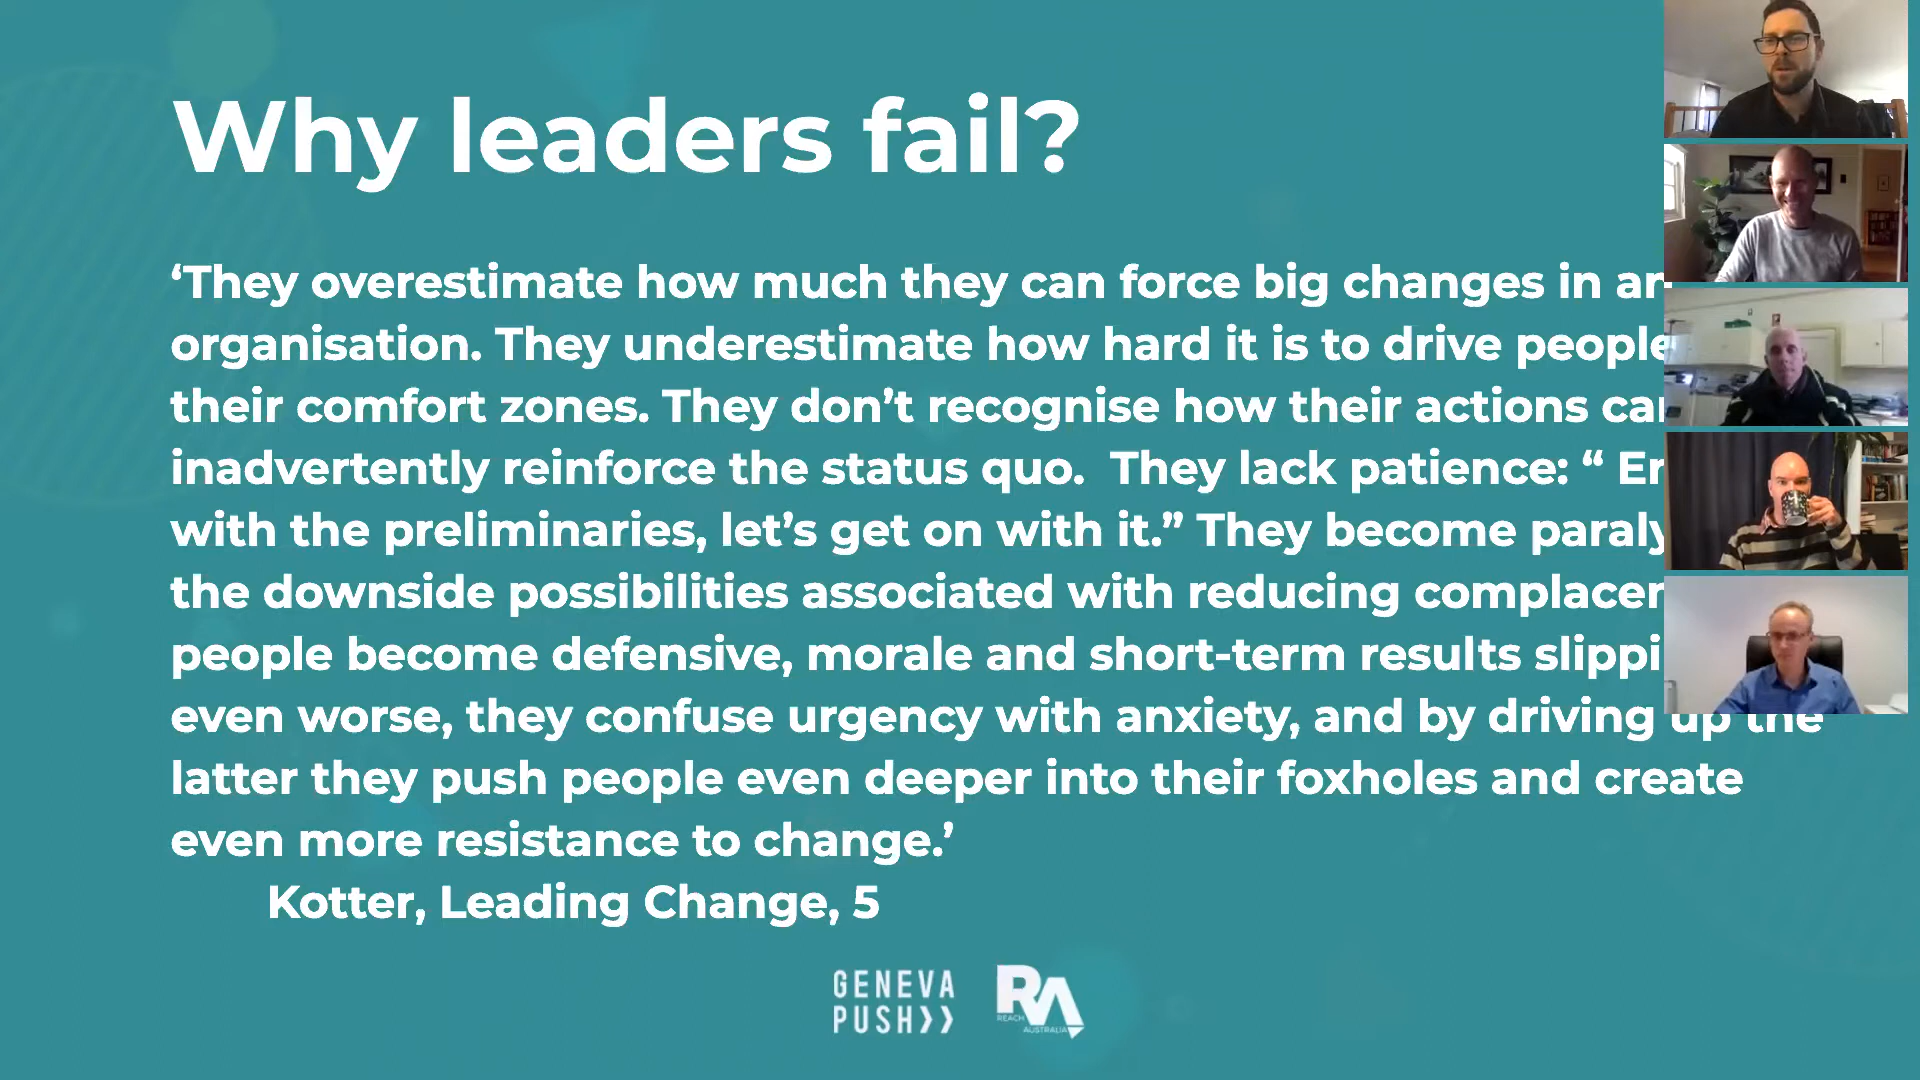 Why leaders fail?
‘They overestimate how much they can force big changes in
organisation. They underestimate how hard it is to drive people
their comfort zones. They don’t recognise how their actions
inadvertently reinforce the status quo.  They lack patience: “
with the preliminaries, let’s get on with it.” They become
the downside possibilities associated with reducing
people become defensive, morale and short-term results
even worse, they confuse urgency with anxiety, and by driving up the
latter they push people even deeper into their foxholes and create
even more resistance to change.’
Kotter, Leading Change, 5
GENEVA
PUSH❯❯
RA
REACH
AUSTRALIA